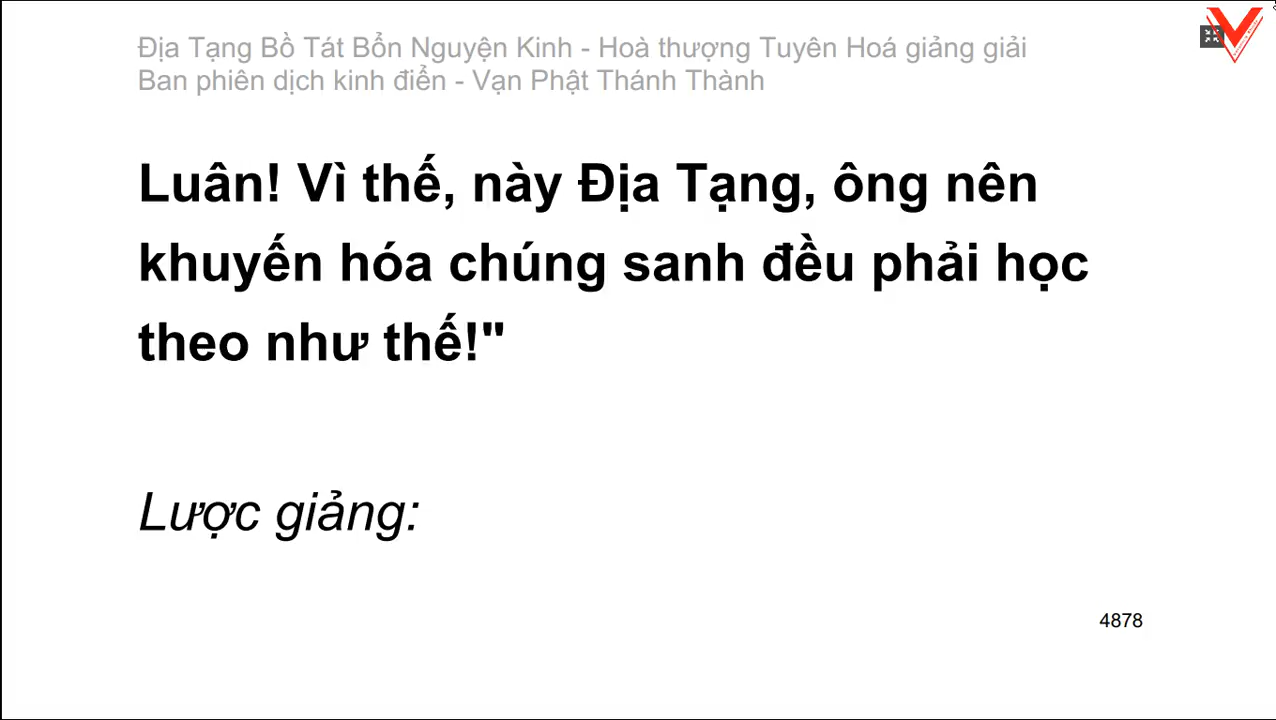 Địa Tạng Bồ Tát Bổn Nguyện Kinh - Hoà thượng Tuyên Hoá giảng giải
Ban phiên dịch kinh điển - Vạn Phật Thánh Thành
Luân! Vì thế, này Địa Tạng, ông nên
khuyến hóa chúng sanh đều phải học
theo như thế!"
Lược giảng:
4878